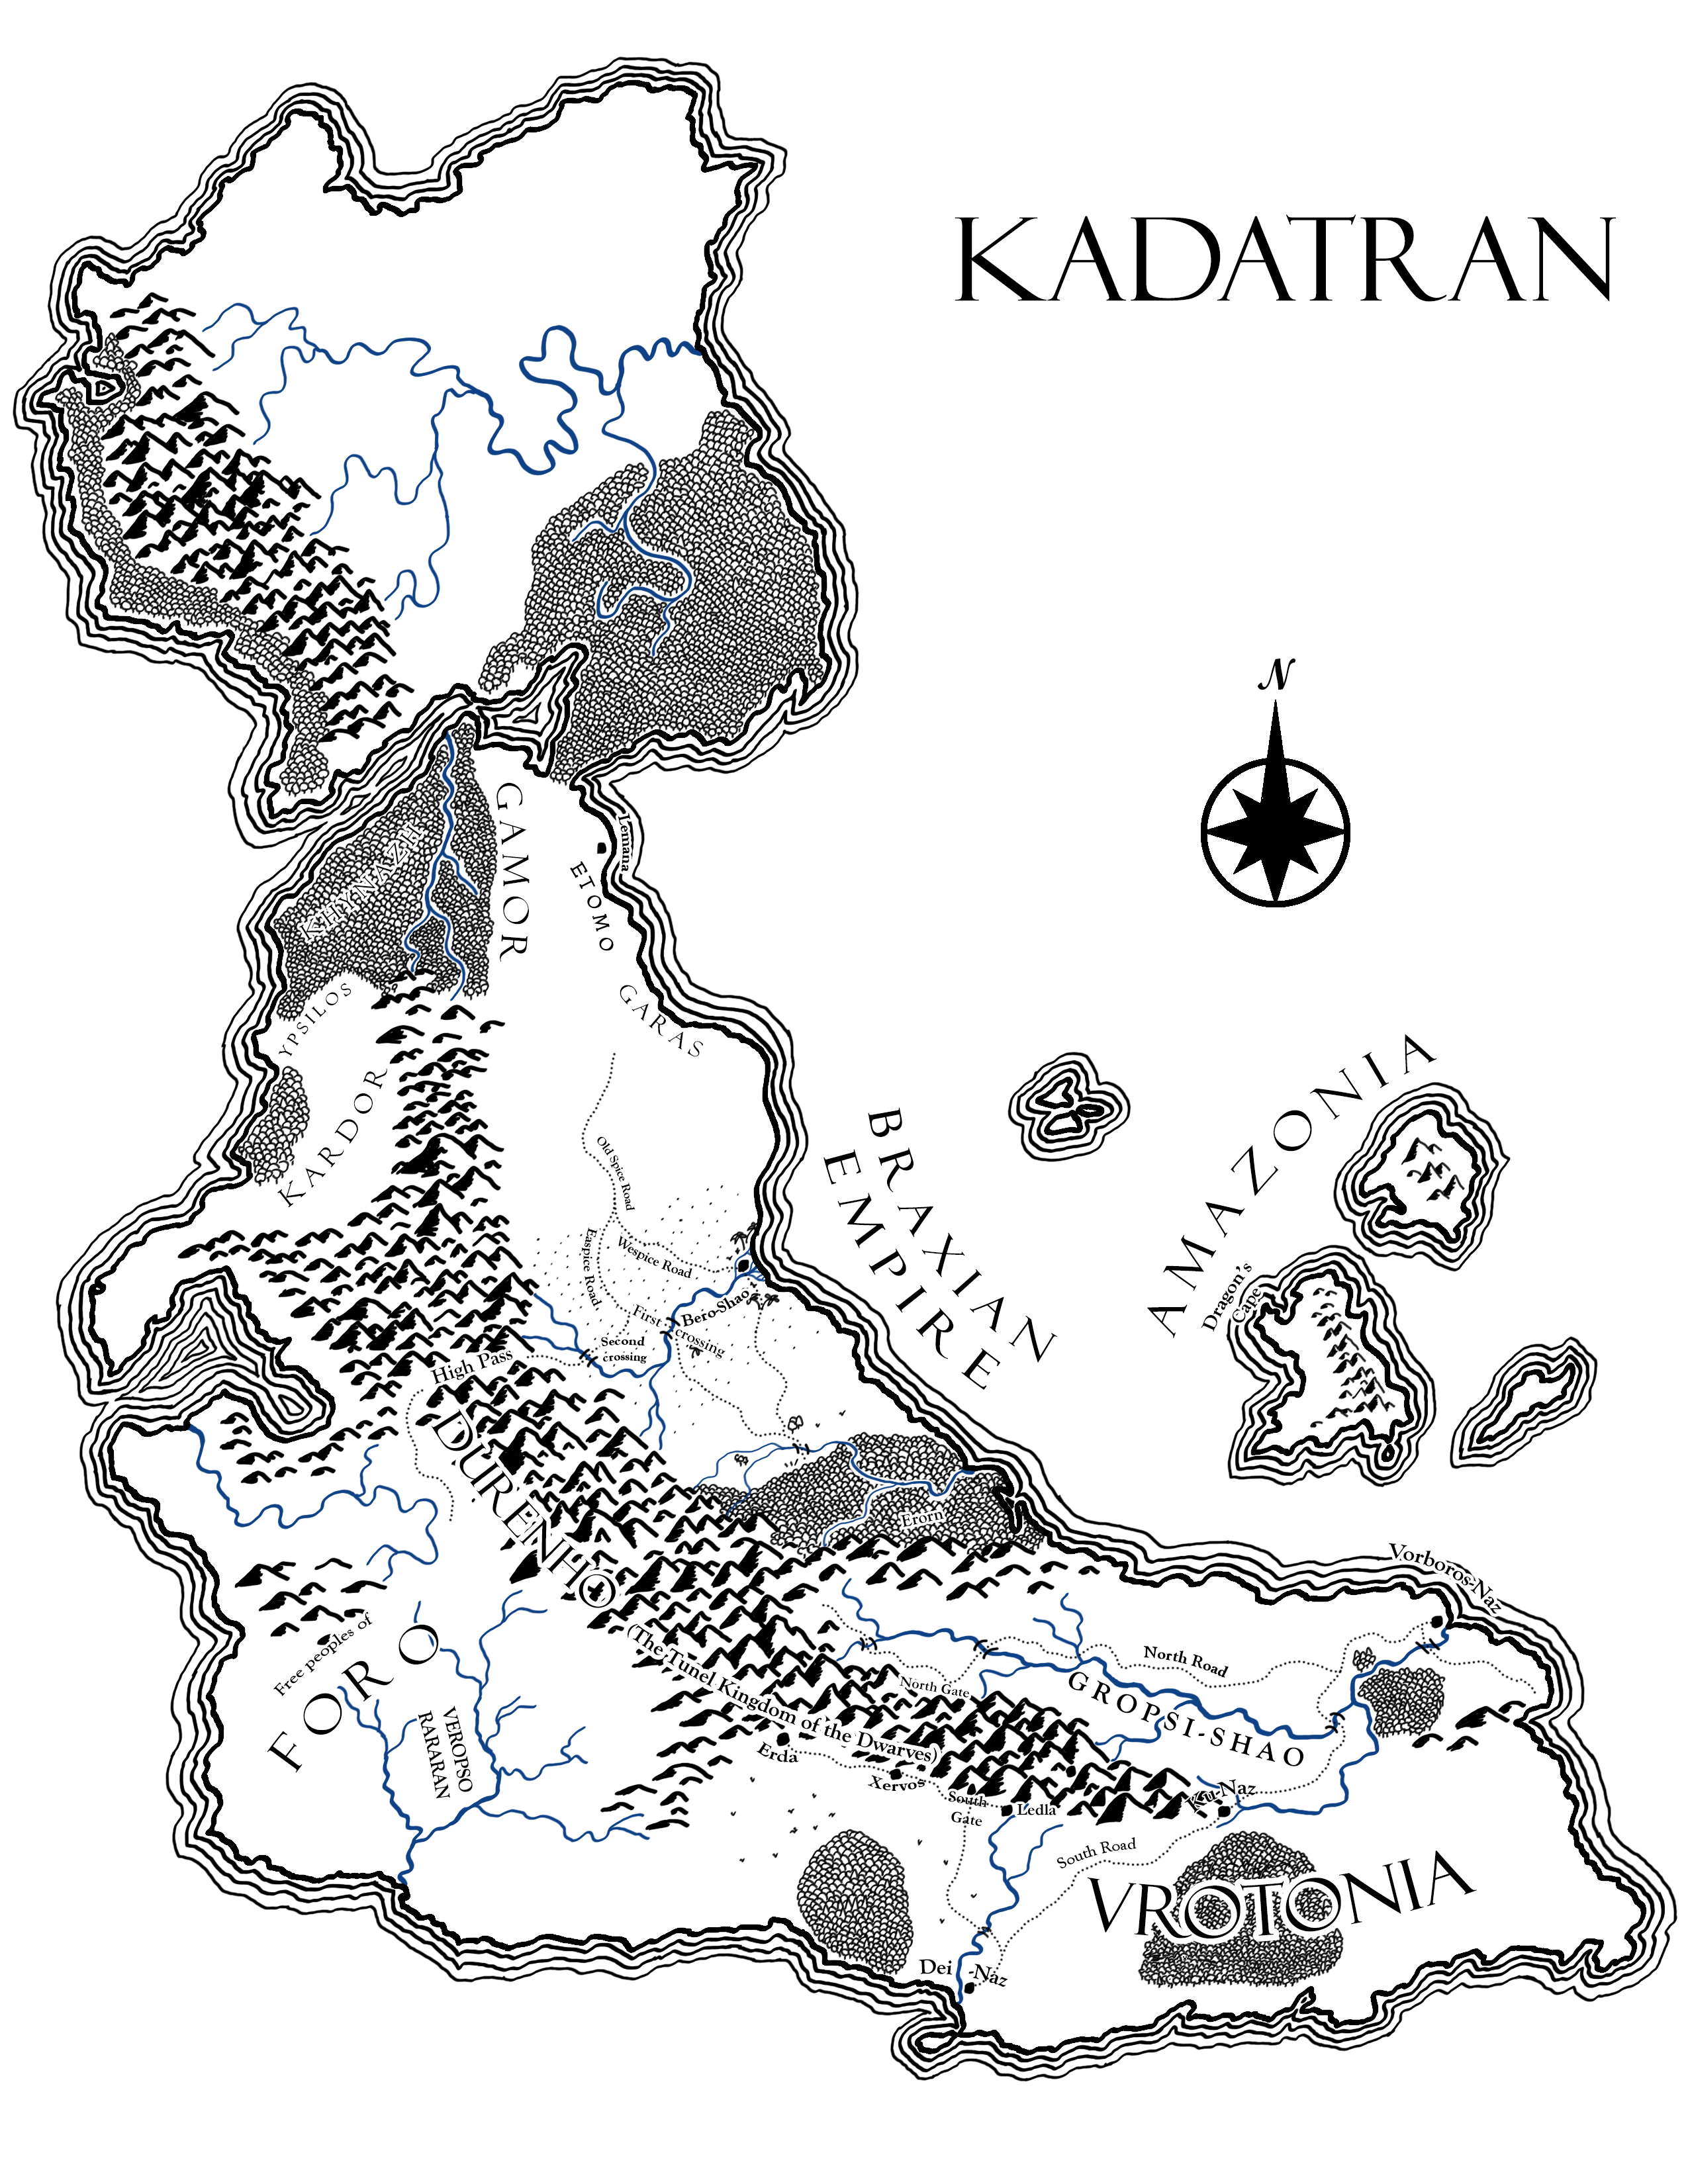 KADATRAN
N
GAMOR
Lemana
KHYNAZH
ETOMO
YPSILOS
GARAS
KARDOR
BRAXIAN
EMPIRE
AMAZONIA
Dragon's
Cape
Old Spice Road
Wespice Road
Easpice Road
Bero-Shao
First crossing
Second
crossing
High Pass
DURENHO
(The Tunel Kingdom of the Dwarves)
Erorn
Vorboros-Naz
Free peoples of
FORO
VEROPSO
RARARAN
North Road
North Gate
GROPSI-SHAO
Erda
Xervos
South
Gate
Ledla
Ku-Naz
South Road
VROTONIA
Dei -Naz